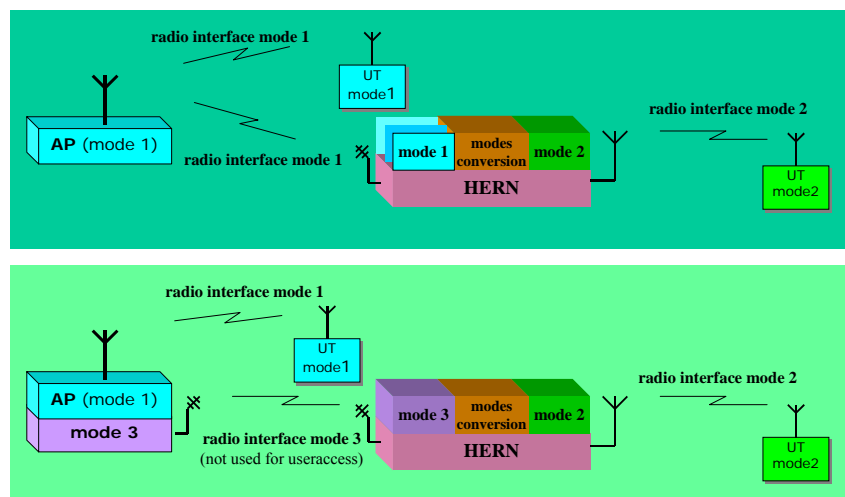 radio interface mode 1
UT
mode1
AP (mode 1)
radio interface mode 1
mode 1
modes
conversion
mode 2
HERN
radio interface mode 2
UT
mode2
radio interface mode 1
UT
mode1
AP (mode 1)
mode 3
radio interface mode 3
(not used for useraccess)
mode 3
modes
conversion
mode 2
HERN
radio interface mode 2
UT
mode2